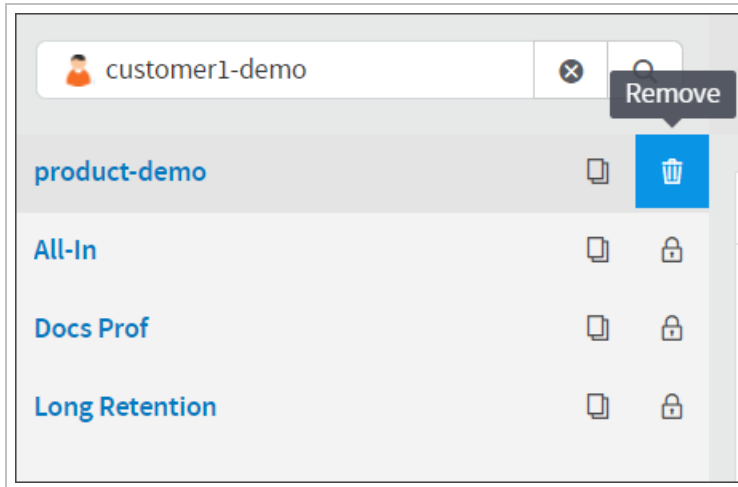 customer1-demo
Remove
product-demo
All-In
Docs Prof
Long Retention